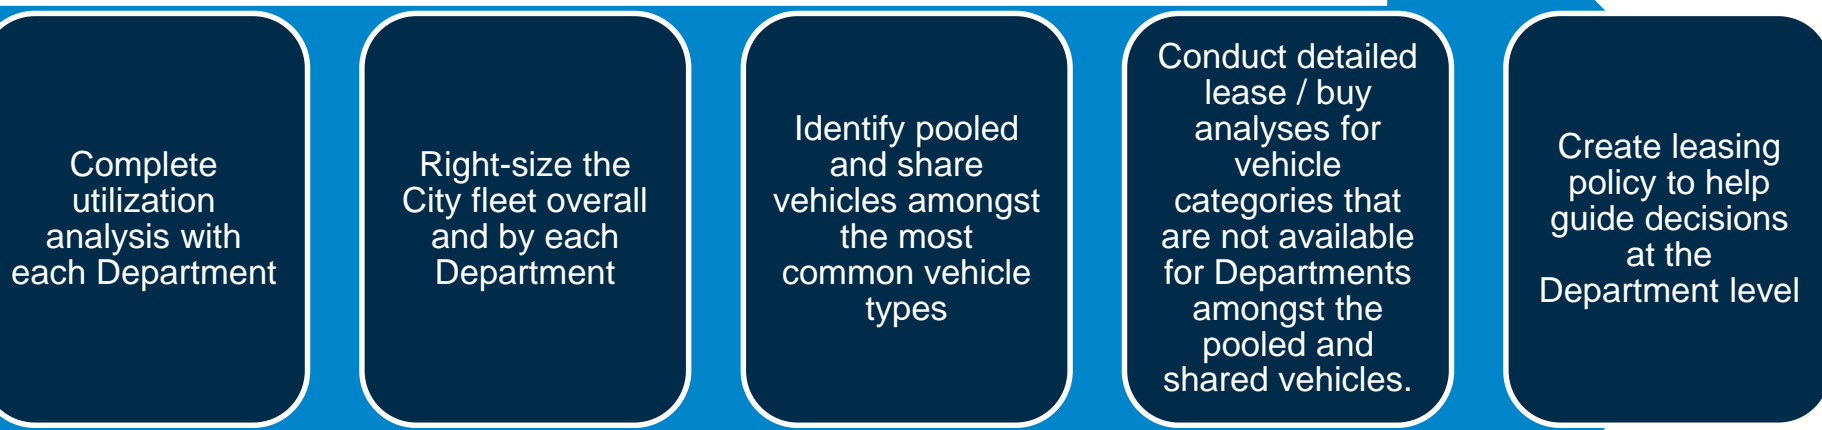 Complete
utilization
analysis with
each Department
Right-size the
City fleet overall
and by each
Department
Identify pooled
and share
vehicles amongst
the most
common vehicle
types
Conduct detailed
lease / buy
analyses for
vehicle
categories that
are not available
for Departments
amongst the
pooled and
shared vehicles.
Create leasing
policy to help
guide decisions
at the
Department level